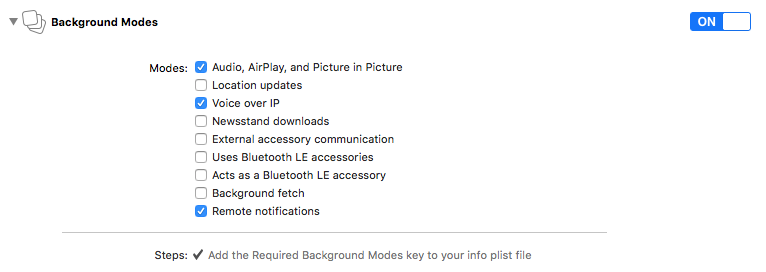 Background Modes
ON
Modes: Audio, AirPlay, and Picture in Picture
Location updates
Voice over IP
Newsstand downloads
External accessory communication
Uses Bluetooth LE accessories
Acts as a Bluetooth LE accessory
Background fetch
Remote notifications
Steps: ✔ Add the Required Background Modes key to your info plist file